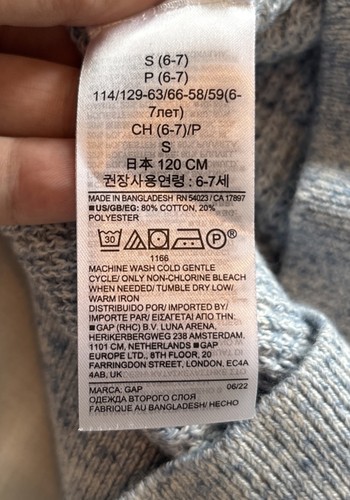 S (6-7)
P (6-7)
114/129-63/66-58/59(6-
7лет)
CH (6-7)/P
S
日本 120 CM
권장사용연령 : 6-7세
MADE IN BANGLADESH RN 54023 / CA 17897
■US/GB/EG: 80% COTTON, 20%
POLYESTER
30 P ®
1166
MACHINE WASH COLD GENTLE
CYCLE/ ONLY NON-CHLORINE BLEACH
WHEN NEEDED/ TUMBLE DRY LOW/
WARM IRON
DISTRIBUIDO POR/ IMPORTED BY/
IMPORTE PAR/ ΕΙΣΑΓΕΤΑΙ ΑΠΟ ΤΗΝ:
■ GAP (RHC) B.V. LUNA ARENA,
HERIKERBERGWEG 238 AMSTERDAM,
1101 CM, NETHERLANDS ■ GAP
EUROPE LTD., 8TH FLOOR, 20
FARRINGDON STREET, LONDON, EC4A
4AB, UK
MARCA: GAP 06/22
ОДЕЖДА ВТОРОГО СЛОЯ
FABRIQUE AU BANGLADESH/ HECHO